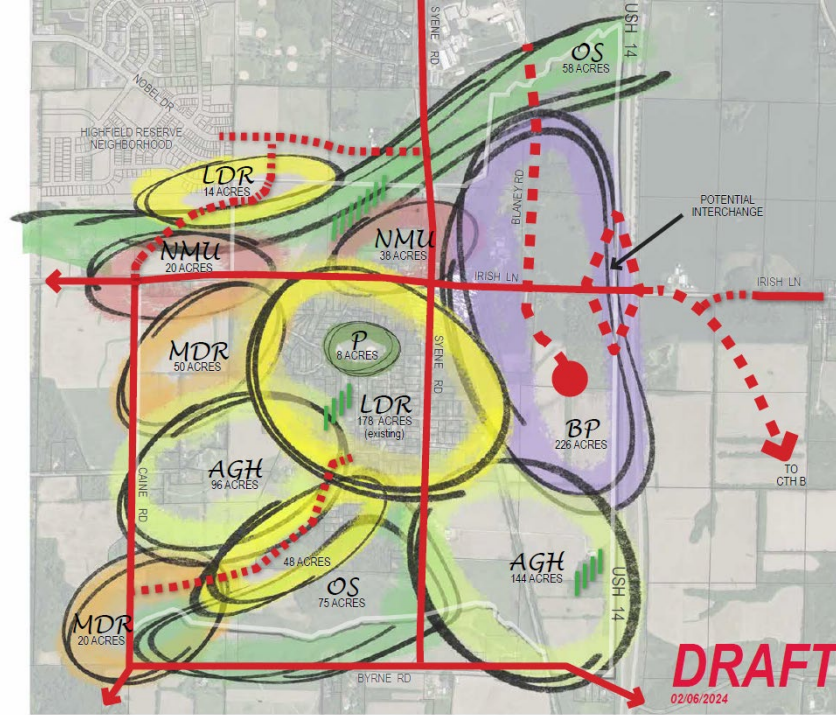 SYENE RD
USH 14
OS
58 ACRES
NOBEL DR
HIGHFIELD RESERVE
NEIGHBORHOOD
LDR
14 ACRES
BLANEY RD
POTENTIAL
INTERCHANGE
NMU
20 ACRES
NMU
38 ACRES
IRISH LN
IRISH LN
MDR
50 ACRES
P
8 ACRES
SYENE RD
LDR
178 ACRES
(existing)
BP
226 ACRES
TO
CTH B
AGH
96 ACRES
CAINE RD
48 ACRES
OS
75 ACRES
AGH
144 ACRES
USH 14
MDR
20 ACRES
BYRNE RD
DRAFT
02/06/2024